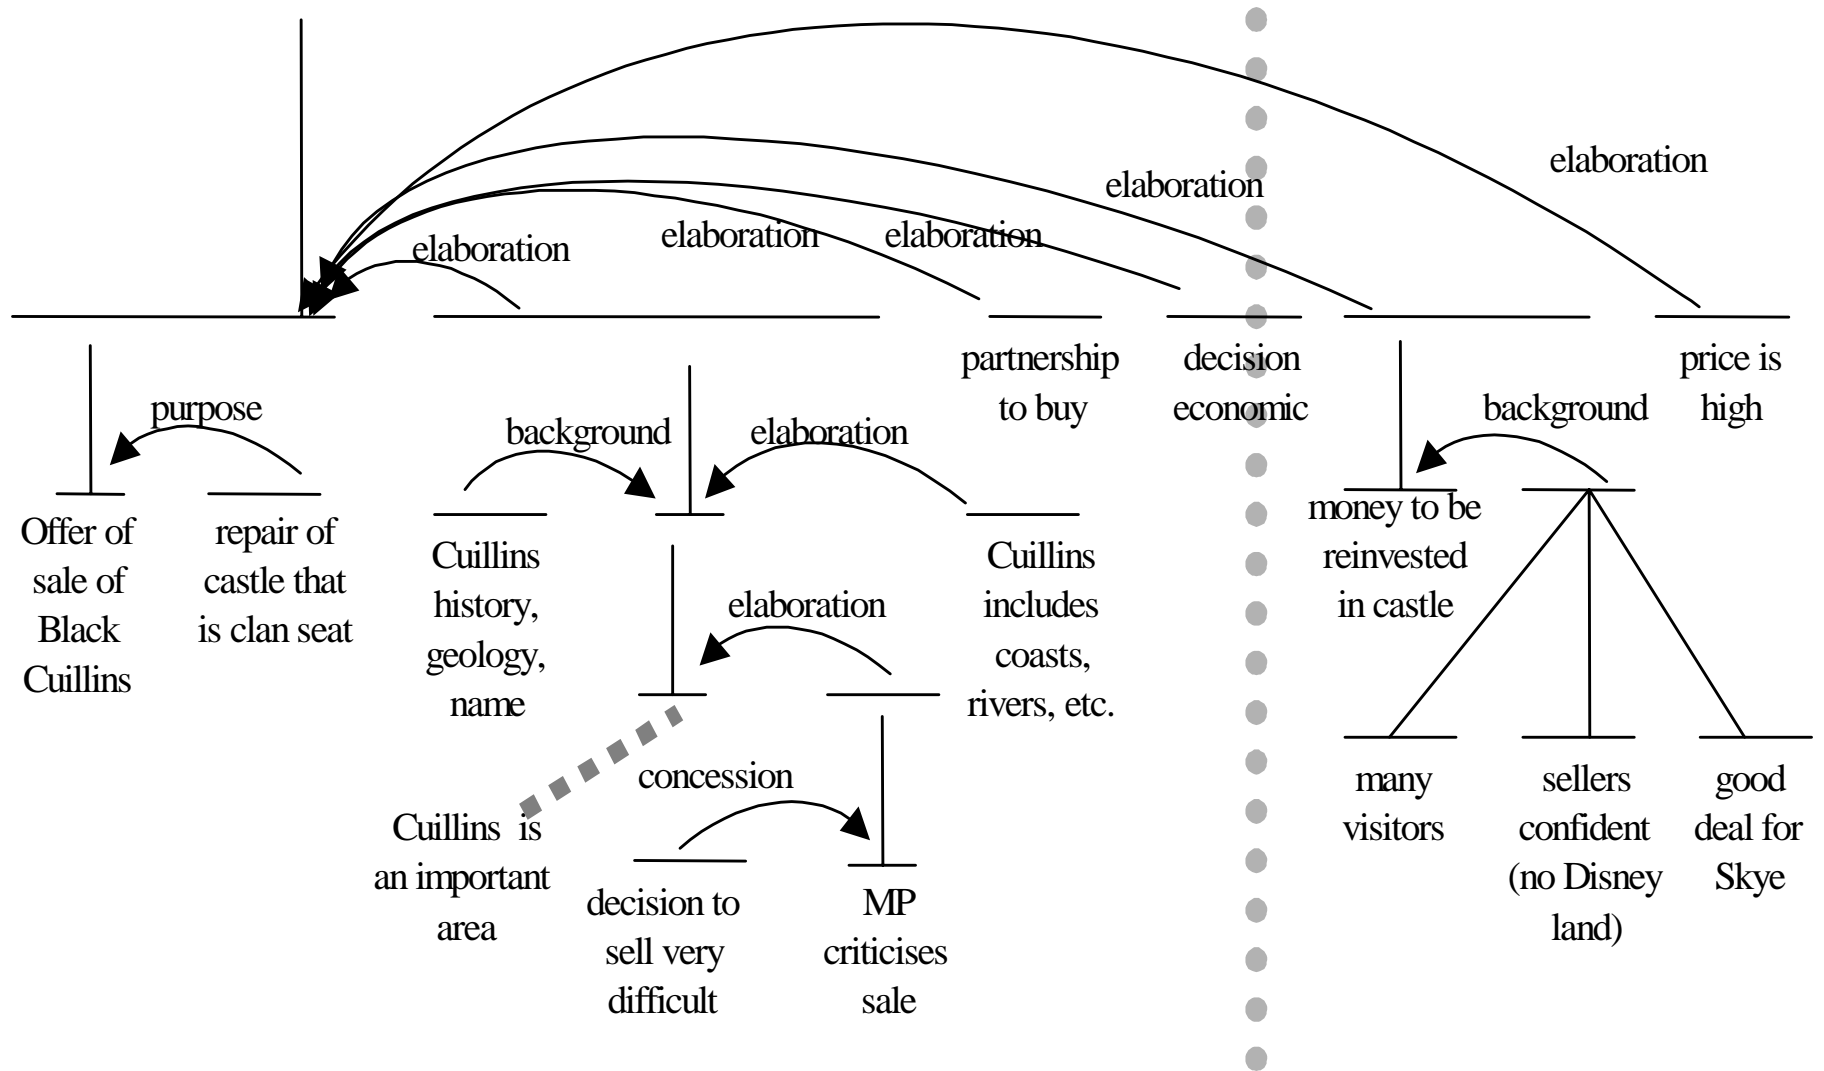 elaboration
elaboration
elaboration
elaboration
elaboration
partnership
to buy
decision
economic
price is
high
purpose
background
elaboration
background
Offer of
sale of
Black
Cuillins
repair of
castle that
is clan seat
Cuillins
history,
geology,
name
Cuillins
includes
coasts,
rivers, etc.
money to be
reinvested
in castle
elaboration
concession
Cuillins is
an important
area
decision to
sell very
difficult
MP
criticises
sale
many
visitors
sellers
confident
(no Disney
land)
good
deal for
Skye